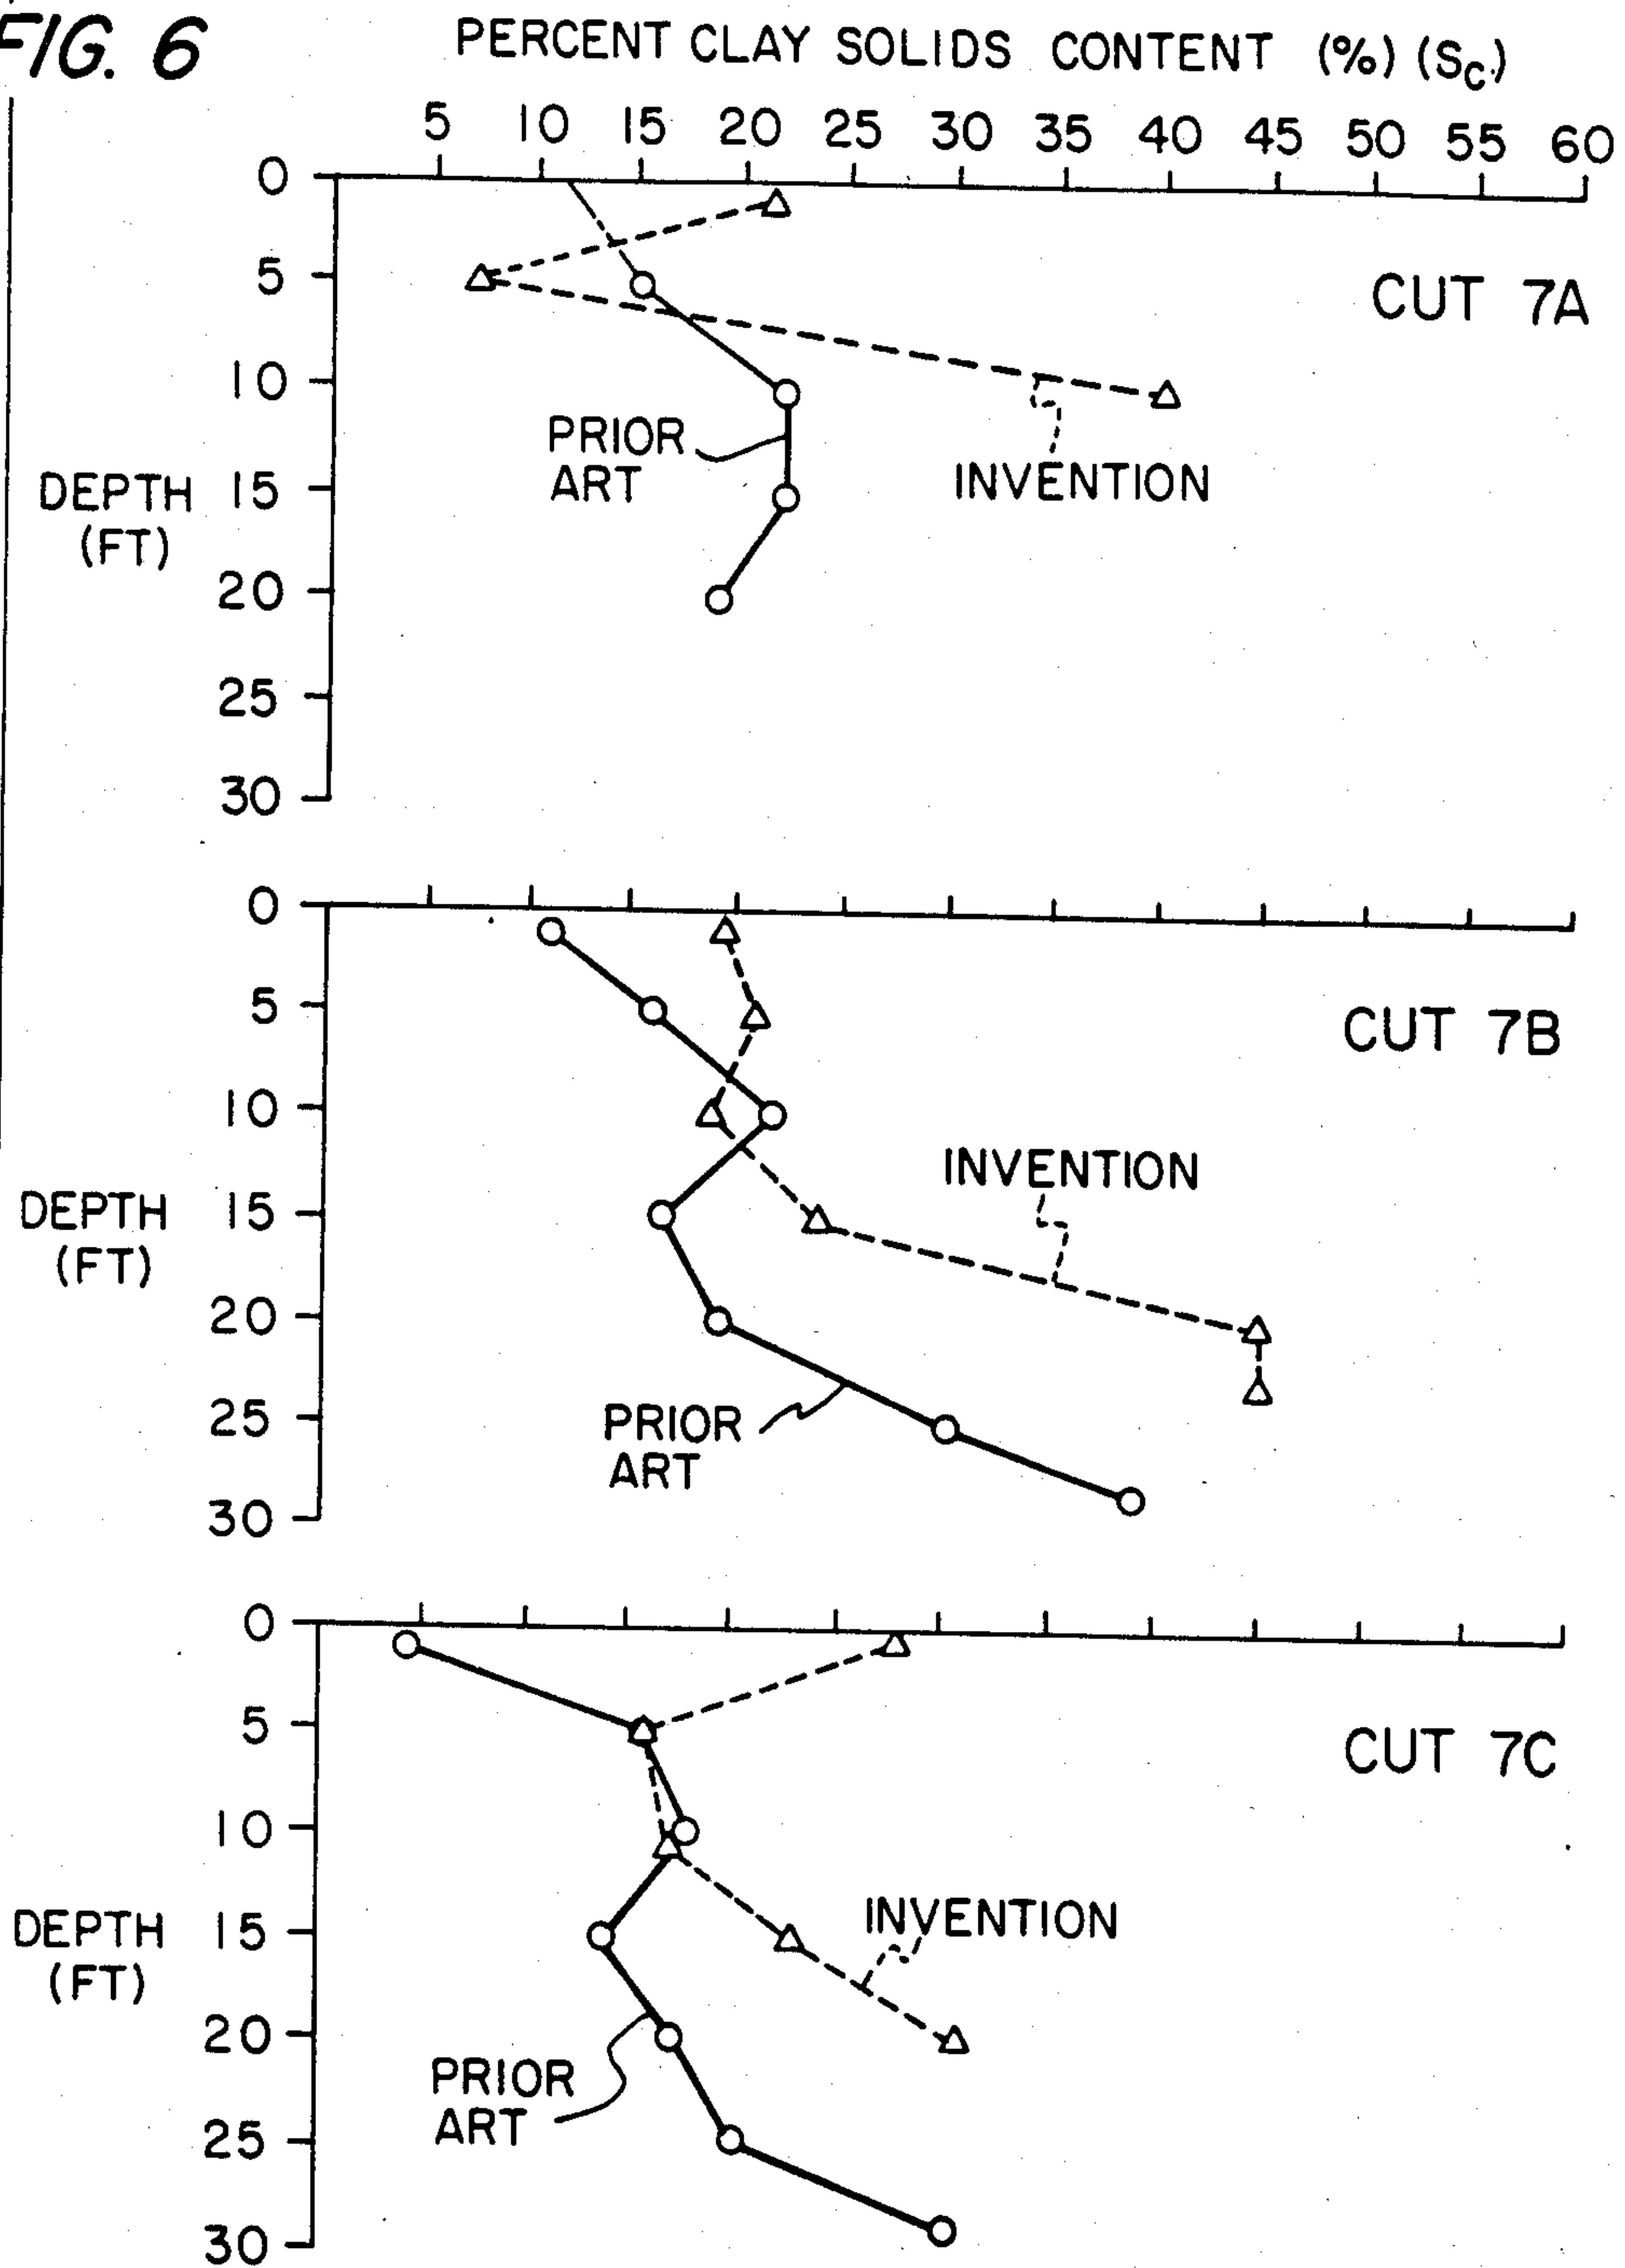 FIG. 6
PERCENT CLAY SOLIDS CONTENT (%) (Sc.)
5 10 15 20 25 30 35 40 45 50 55 60
0
5
10
15
20
25
30
DEPTH
(FT)
CUT 7A
PRIOR
ART
INVENTION
0
5
10
15
20
25
30
DEPTH
(FT)
CUT 7B
INVENTION
PRIOR
ART
0
5
10
15
20
25
30
DEPTH
(FT)
CUT 7C
INVENTION
PRIOR
ART